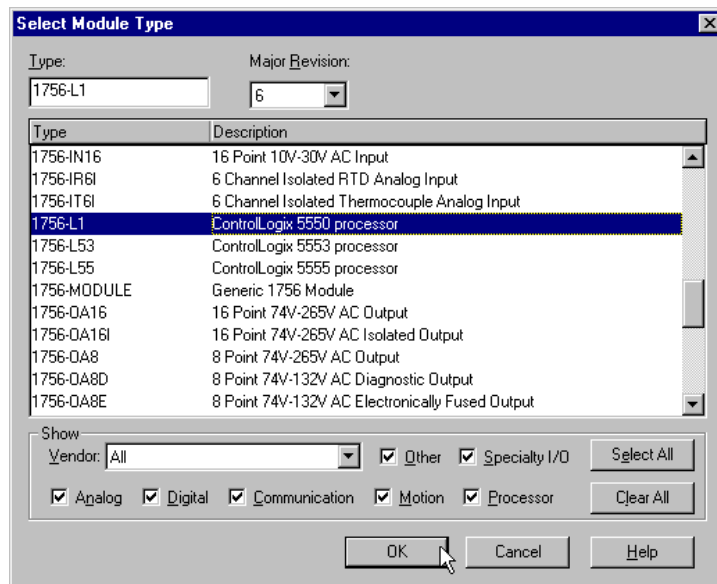 Select Module Type
Type: Major Revision:
1756-L1 6
Type Description
1756-IN16 16 Point 10V-30V AC Input
1756-IR6I 6 Channel Isolated RTD Analog Input
1756-IT6I 6 Channel Isolated Thermocouple Analog Input
1756-L1 ControlLogix 5550 processor
1756-L53 ControlLogix 5553 processor
1756-L55 ControlLogix 5555 processor
1756-MODULE Generic 1756 Module
1756-OA16 16 Point 74V-265V AC Output
1756-OA16I 16 Point 74V-265V AC Isolated Output
1756-OA8 8 Point 74V-265V AC Output
1756-OA8D 8 Point 74V-132V AC Diagnostic Output
1756-OA8E 8 Point 74V-132V AC Electronically Fused Output
Show
Vendor: All Other Specialty I/O Select All
Analog Digital Communication Motion Processor Clear All
OK Cancel Help